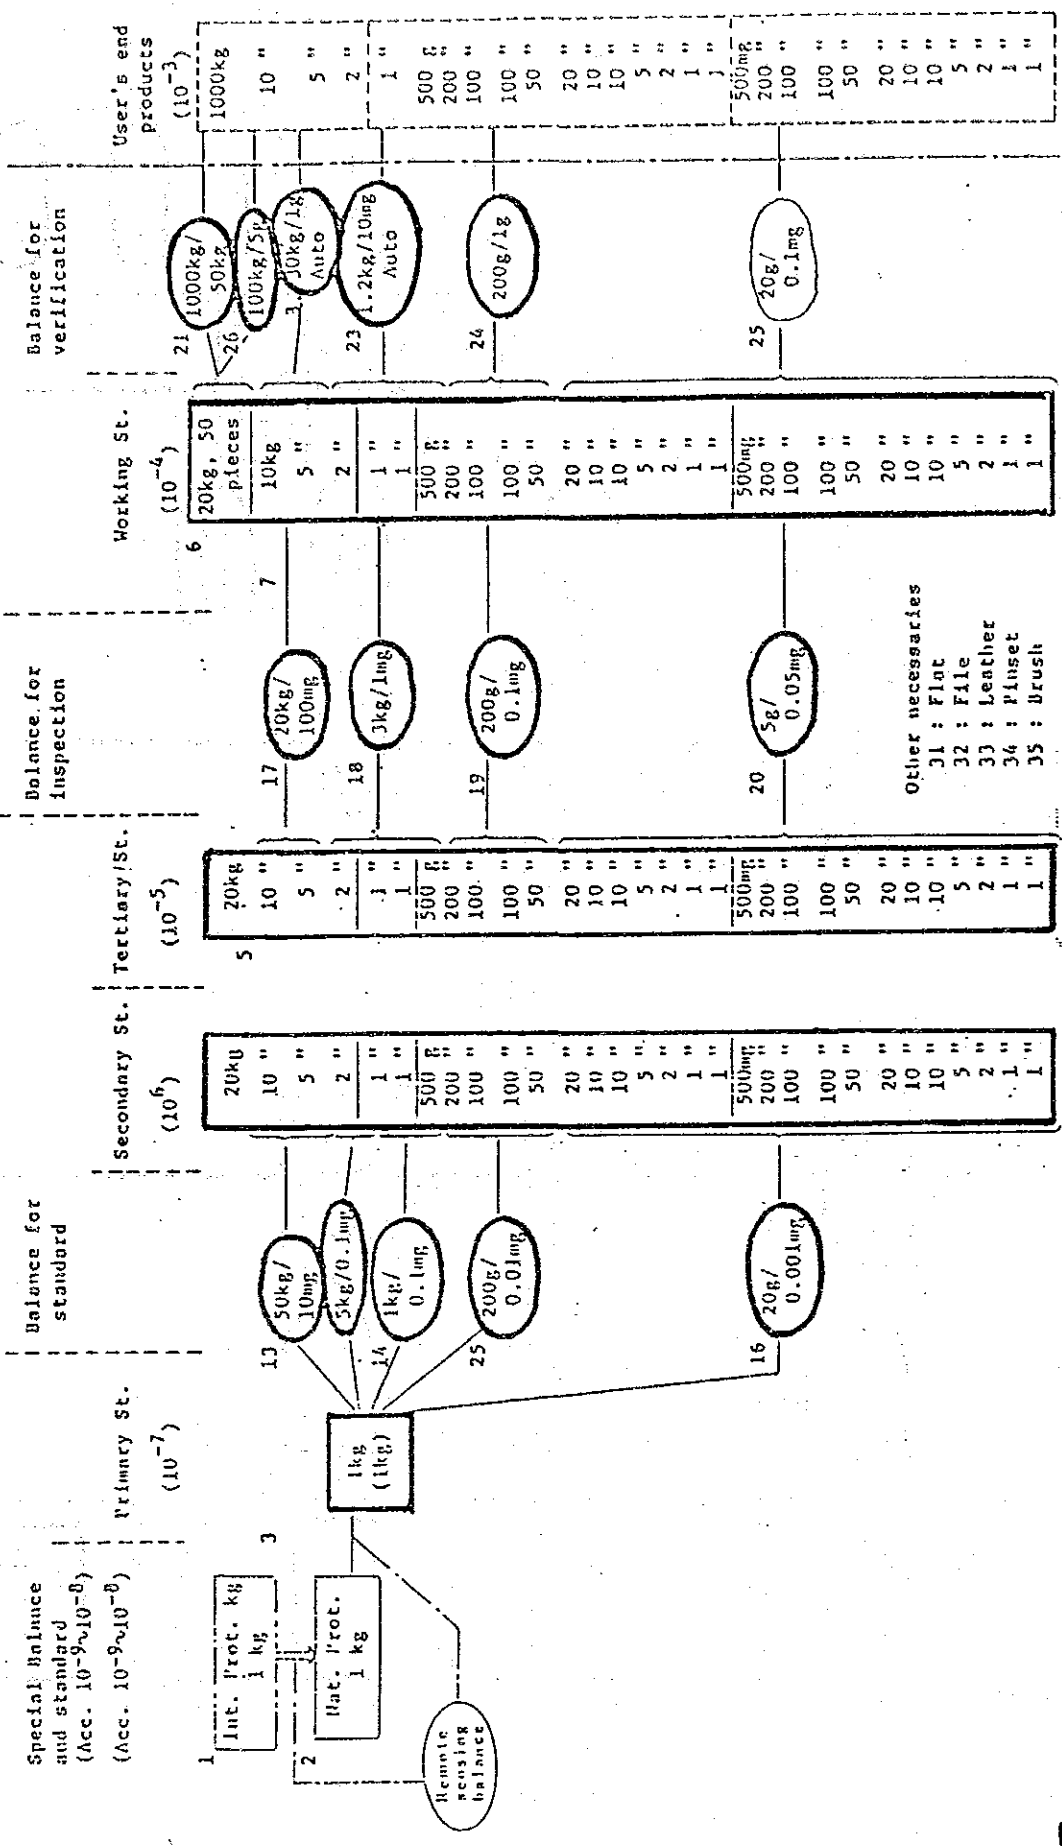 Special Balance
and standard
(Acc. 10⁻⁹~10⁻⁸)
(Acc. 10⁻⁹~10⁻⁸)
Primary St.
(10⁻⁷)
Balance for
standard
Secondary St.
(10⁶)
Tertiary/St.
(10⁻⁵)
Balance for
inspection
Working St.
(10⁻⁴)
Balance for
verification
User's end
products
(10⁻³)
1
Int. Prot. kg
1 kg
2
Nat. Prot.
1 kg
Remote
sensing
balance
3
1kg
(1kg)
13
50kg/
10mg
5kg/0.1mg
14
1kg/
0.1mg
25
200g/
0.01mg
16
20g/
0.001mg
20kg
10 "
5 "
2 "
1 "
1 "
500 g
200 "
100 "
100 "
50 "
20 "
10 "
10 "
5 "
2 "
1 "
1 "
500mg
200 "
100 "
100 "
50 "
20 "
10 "
10 "
5 "
2 "
1 "
1 "
5
20kg
10 "
5 "
2 "
1 "
1 "
500 g
200 "
100 "
100 "
50 "
20 "
10 "
10 "
5 "
2 "
1 "
1 "
500mg
200 "
100 "
100 "
50 "
20 "
10 "
10 "
5 "
2 "
1 "
1 "
17
20kg/
100mg
18
3kg/1mg
19
200g/
0.1mg
20
5g/
0.05mg
Other necessaries
31 : Flat
32 : File
33 : Leather
34 : Pinset
35 : Brush
6
7
20kg, 50
pieces
10kg
5 "
2 "
1 "
1 "
500 g
200 "
100 "
100 "
50 "
20 "
10 "
10 "
5 "
2 "
1 "
1 "
500mg
200 "
100 "
100 "
50 "
20 "
10 "
10 "
5 "
2 "
1 "
1 "
21
1000kg/
50kg
26
100kg/5g
30kg/1g
Auto
23
1.2kg/10mg
Auto
24
200g/1g
25
20g/
0.1mg
1000kg
10 "
5 "
2 "
1 "
500 g
200 "
100 "
100 "
50 "
20 "
10 "
10 "
5 "
2 "
1 "
1 "
500mg
200 "
100 "
100 "
50 "
20 "
10 "
10 "
5 "
2 "
1 "
1 "